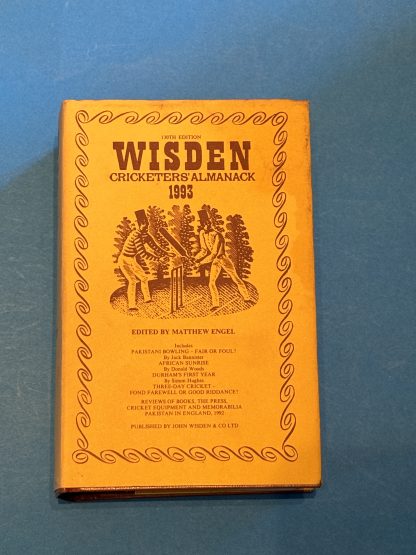 130TH EDITION
WISDEN
CRICKETERS' ALMANACK
1993
EDITED BY MATTHEW ENGEL
Includes
PAKISTANI BOWLING - FAIR OR FOUL?
By Jack Bannister
AFRICAN SUNRISE
By Donald Woods
DURHAM'S FIRST YEAR
By Simon Hughes
THREE-DAY CRICKET -
FOND FAREWELL OR GOOD RIDDANCE?
REVIEWS OF BOOKS, THE PRESS,
CRICKET EQUIPMENT AND MEMORABILIA
PAKISTAN IN ENGLAND, 1992
PUBLISHED BY JOHN WISDEN & CO LTD